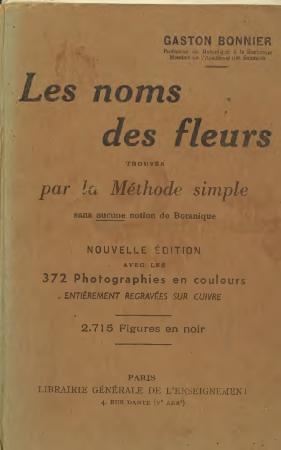 GASTON BONNIER
Professeur de Botanique à la Sorbonne
Membre de l'Académie des Sciences
Les noms
des fleurs
TROUVÉS
par la Méthode simple
sans aucune notion de Botanique
NOUVELLE ÉDITION
AVEC LES
372 Photographies en couleurs
ENTIÈREMENT REGRAVÉES SUR CUIVRE
2.715 Figures en noir
PARIS
LIBRAIRIE GÉNÉRALE DE L'ENSEIGNEMENT
4, RUE DANTE (Vᵉ ARRᵗ)